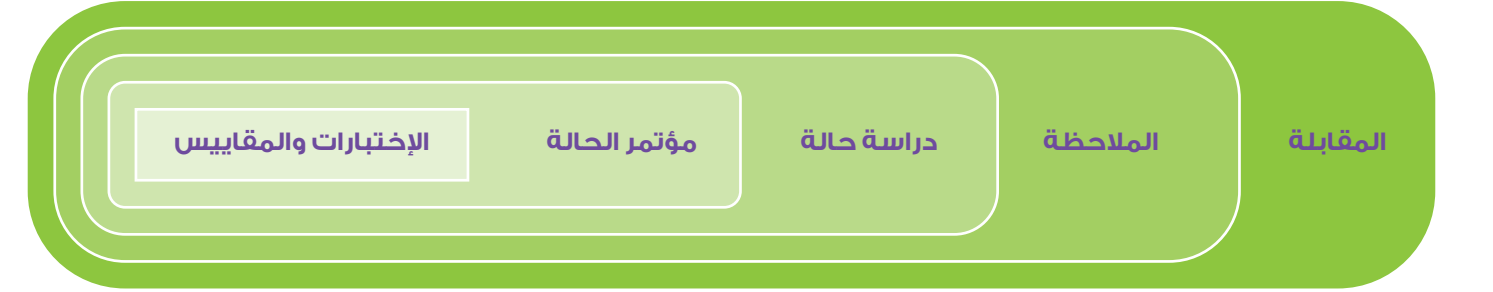 المقابلة
الملاحظة
دراسة حالة
مؤتمر الحالة
الإختبارات والمقاييس